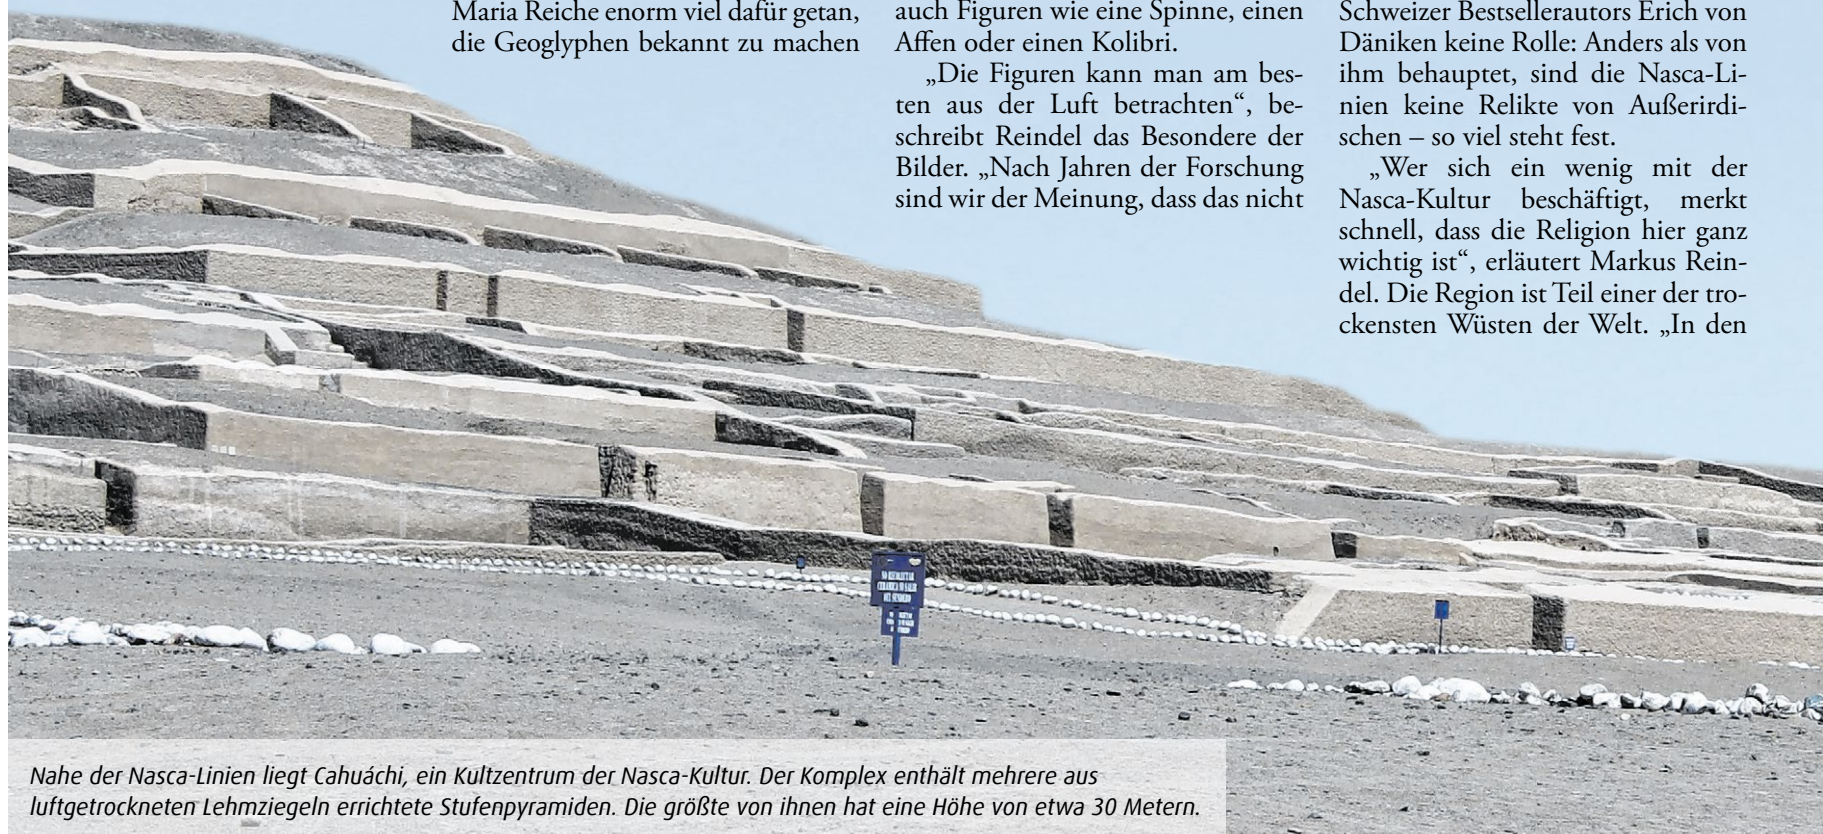 Maria Reiche enorm viel dafür getan,
die Geoglyphen bekannt zu machen
auch Figuren wie eine Spinne, einen
Affen oder einen Kolibri.
„Die Figuren kann man am bes-
ten aus der Luft betrachten“, be-
schreibt Reindel das Besondere der
Bilder. „Nach Jahren der Forschung
sind wir der Meinung, dass das nicht
Schweizer Bestsellerautors Erich von
Däniken keine Rolle: Anders als von
ihm behauptet, sind die Nasca-Li-
nien keine Relikte von Außerirdi-
schen – so viel steht fest.
„Wer sich ein wenig mit der
Nasca-Kultur beschäftigt, merkt
schnell, dass die Religion hier ganz
wichtig ist“, erläutert Markus Rein-
del. Die Region ist Teil einer der tro-
ckensten Wüsten der Welt. „In den
Nahe der Nasca-Linien liegt Cahuáchi, ein Kultzentrum der Nasca-Kultur. Der Komplex enthält mehrere aus
luftgetrockneten Lehmziegeln errichtete Stufenpyramiden. Die größte von ihnen hat eine Höhe von etwa 30 Metern.